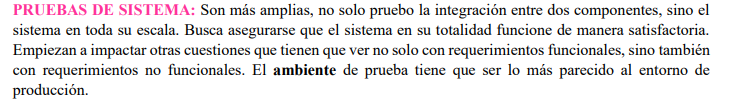 PRUEBAS DE SISTEMA: Son más amplias, no solo pruebo la integración entre dos componentes, sino el
sistema en toda su escala. Busca asegurarse que el sistema en su totalidad funcione de manera satisfactoria.
Empiezan a impactar otras cuestiones que tienen que ver no solo con requerimientos funcionales, sino también
con requerimientos no funcionales. El ambiente de prueba tiene que ser lo más parecido al entorno de
producción.